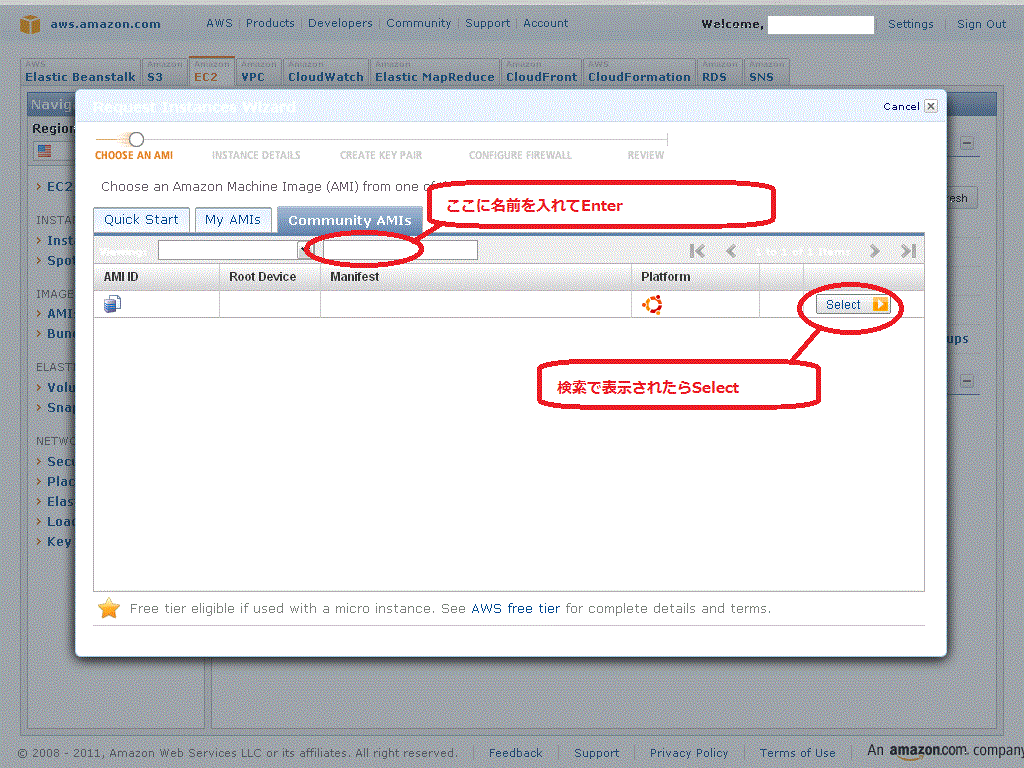 aws.amazon.com
AWS | Products | Developers | Community | Support | Account
Welcome,
Settings | Sign Out
AWS Elastic Beanstalk
Amazon S3
Amazon EC2
Amazon VPC
Amazon CloudWatch
Amazon Elastic MapReduce
Amazon CloudFront
AWS CloudFormation
Amazon RDS
Amazon SNS
Navig
Request Instances Wizard
Cancel
Region
CHOOSE AN AMI
INSTANCE DETAILS
CREATE KEY PAIR
CONFIGURE FIREWALL
REVIEW
Choose an Amazon Machine Image (AMI) from one of
ここに名前を入れてEnter
Quick Start
My AMIs
Community AMIs
AMI ID
Root Device
Manifest
Platform
Select
検索で表示されたらSelect
EC2
INSTAN
Inst
Spot
IMAGE
AMIs
Bund
ELAST
Volu
Snap
NETWO
Secu
Plac
Elas
Load
Key
esh
ups
Free tier eligible if used with a micro instance. See AWS free tier for complete details and terms.
© 2008 - 2011, Amazon Web Services LLC or its affiliates. All right reserved. | Feedback | Support | Privacy Policy | Terms of Use | An amazon.com. company